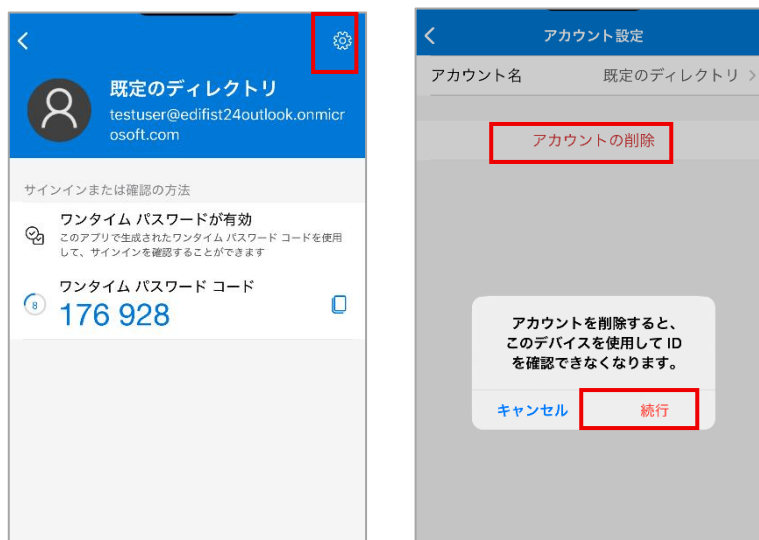 既定のディレクトリ
testuser@edifist24outlook.onmicr
osoft.com
サインインまたは確認の方法
ワンタイム パスワードが有効
このアプリで生成されたワンタイム パスワード コードを使用
して、サインインを確認することができます
ワンタイム パスワード コード
8
176 928
アカウント設定
アカウント名 既定のディレクトリ
アカウントの削除
アカウントを削除すると、
このデバイスを使用して ID
を確認できなくなります。
キャンセル 続行